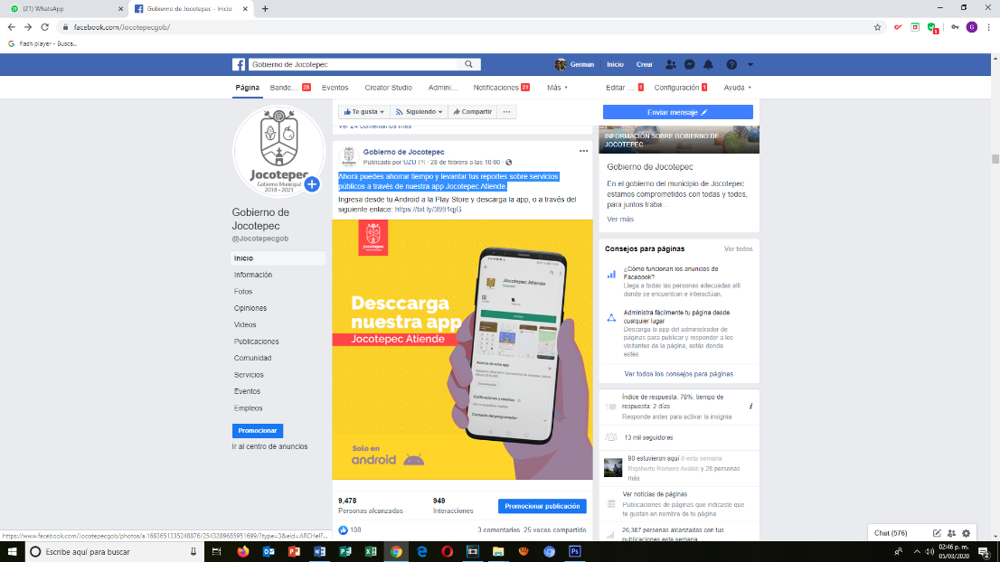 (21) WhatsApp
Gobierno de Jocotepec - Inicio
facebook.com/Jocotepecgob/
flash player - Busca...
Gobierno de Jocotepec
German
Inicio
Crear
Página
Bande...
23
Eventos
Creator Studio
Admini...
Notificaciones
21
Más
Editar ...
1
Configuración
1
Ayuda
Te gusta
Siguiendo
Compartir
Enviar mensaje
Jocotepec
Gobierno Municipal
2018 - 2021
Gobierno de
Jocotepec
@Jocotepecgob
Inicio
Información
Fotos
Opiniones
Videos
Publicaciones
Comunidad
Servicios
Eventos
Empleos
Promocionar
Ir al centro de anuncios
Ver 24 comentarios más
Gobierno de Jocotepec
Publicado por UZU [?] · 28 de febrero a las 10:00 ·
Ahora puedes ahorrar tiempo y levantar tus reportes sobre servicios
públicos a través de nuestra app Jocotepec Atiende.
Ingresa desde tu Android a la Play Store y descarga la app, o a través del
siguiente enlace: https://bit.ly/3991qjG.
Jocotepec
Desccarga
nuestra app
Jocotepec Atiende
Solo en
android
Jocotepec Atiende
Acerca de esta app
Calificaciones y reseñas
Contacto del programador
9,478
Personas alcanzadas
949
Interacciones
Promocionar publicación
108
3 comentarios 25 veces compartido
INFORMACIÓN SOBRE GOBIERNO DE
JOCOTEPEC
Gobierno de Jocotepec
En el gobierno del municipio de Jocotepec
estamos comprometidos con todas y todos,
para juntos traba...
Ver más
Consejos para páginas
Ver todos
¿Cómo funcionan los anuncios de
Facebook?
Llega a todas las personas adecuadas allí
donde se encuentran e interactúan.
Administra fácilmente tu página desde
cualquier lugar
Descarga la app del administrador de
páginas para publicar y responder a los
visitantes de la página, estés donde
estés.
Ver todos los consejos para páginas
Índice de respuesta: 78%, tiempo de
respuesta: 2 días
Responde antes para activar la insignia
13 mil seguidores
90 estuvieron aquí 0 esta semana
Rigoberto Romero Avalos y 28 personas
más
Ver noticias de páginas
Publicaciones de páginas que indicaste que
te gustan en nombre de tu página
26,387 personas alcanzadas con tus
publicaciones esta semana
Chat (576)
https://www.facebook.com/Jocotepecgob/photos/a.1683651335248876/2543289685951699/?type=3&eid=ARCHeIF...
Escribe aquí para buscar
02:46 p. m.
05/03/2020
2